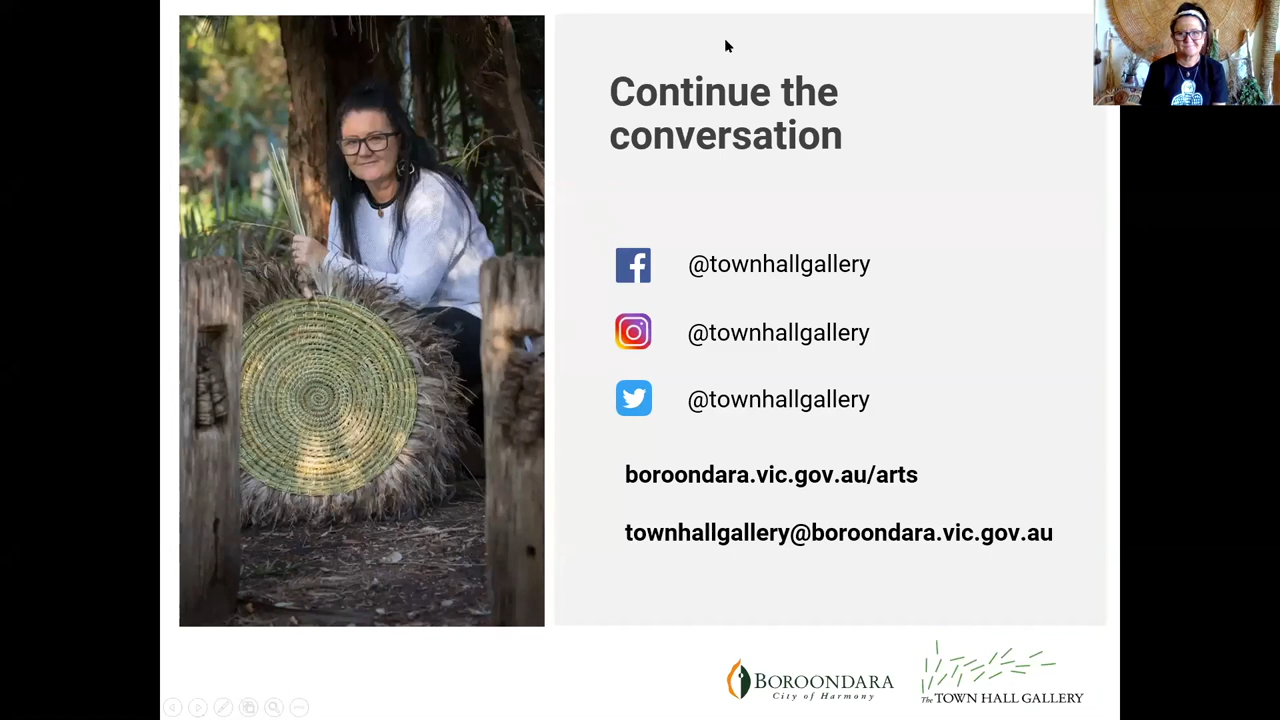 Continue the
conversation
@townhallgallery
@townhallgallery
@townhallgallery
boroondara.vic.gov.au/arts
townhallgallery@boroondara.vic.gov.au
BOROONDARA
City of Harmony
The TOWN HALL GALLERY